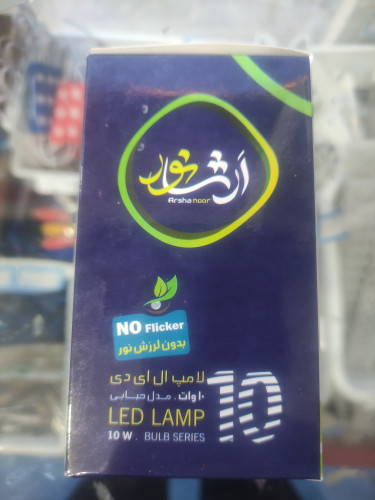 ارشا نور
Arsha noor
NO Flicker
بدون لرزش نور
لامپ ال ای دی
۱۰ وات . مدل حبابی
LED LAMP
10 W . BULB SERIES
10